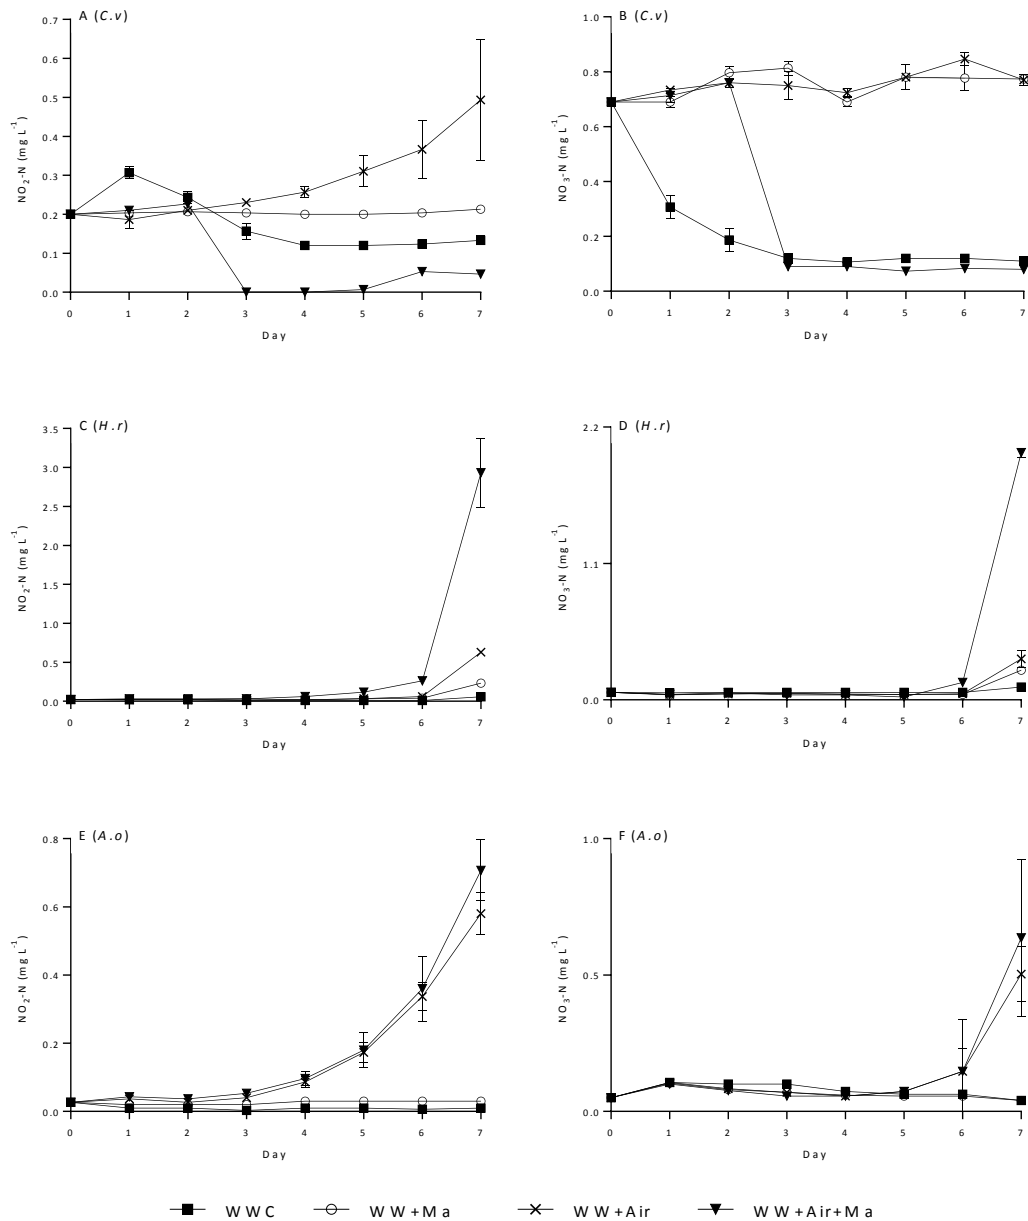 A (C.v)
0.7
0.6
0.5
0.4
0.3
0.2
0.1
0.0
NO2-N (mg L-1)
0 1 2 3 4 5 6 7
Day
B (C.v)
1.0
0.8
0.6
0.4
0.2
0.0
NO3-N (mg L-1)
0 1 2 3 4 5 6 7
Day
C (H.r)
3.5
3.0
2.5
2.0
1.5
1.0
0.5
0.0
NO2-N (mg L-1)
0 1 2 3 4 5 6 7
Day
D (H.r)
2.2
1.1
0.0
NO3-N (mg L-1)
0 1 2 3 4 5 6 7
Day
E (A.o)
0.8
0.6
0.4
0.2
0.0
NO2-N (mg L-1)
0 1 2 3 4 5 6 7
Day
F (A.o)
1.0
0.5
0.0
NO3-N (mg L-1)
0 1 2 3 4 5 6 7
Day
WWC WW+Ma WW+Air WW+Air+Ma